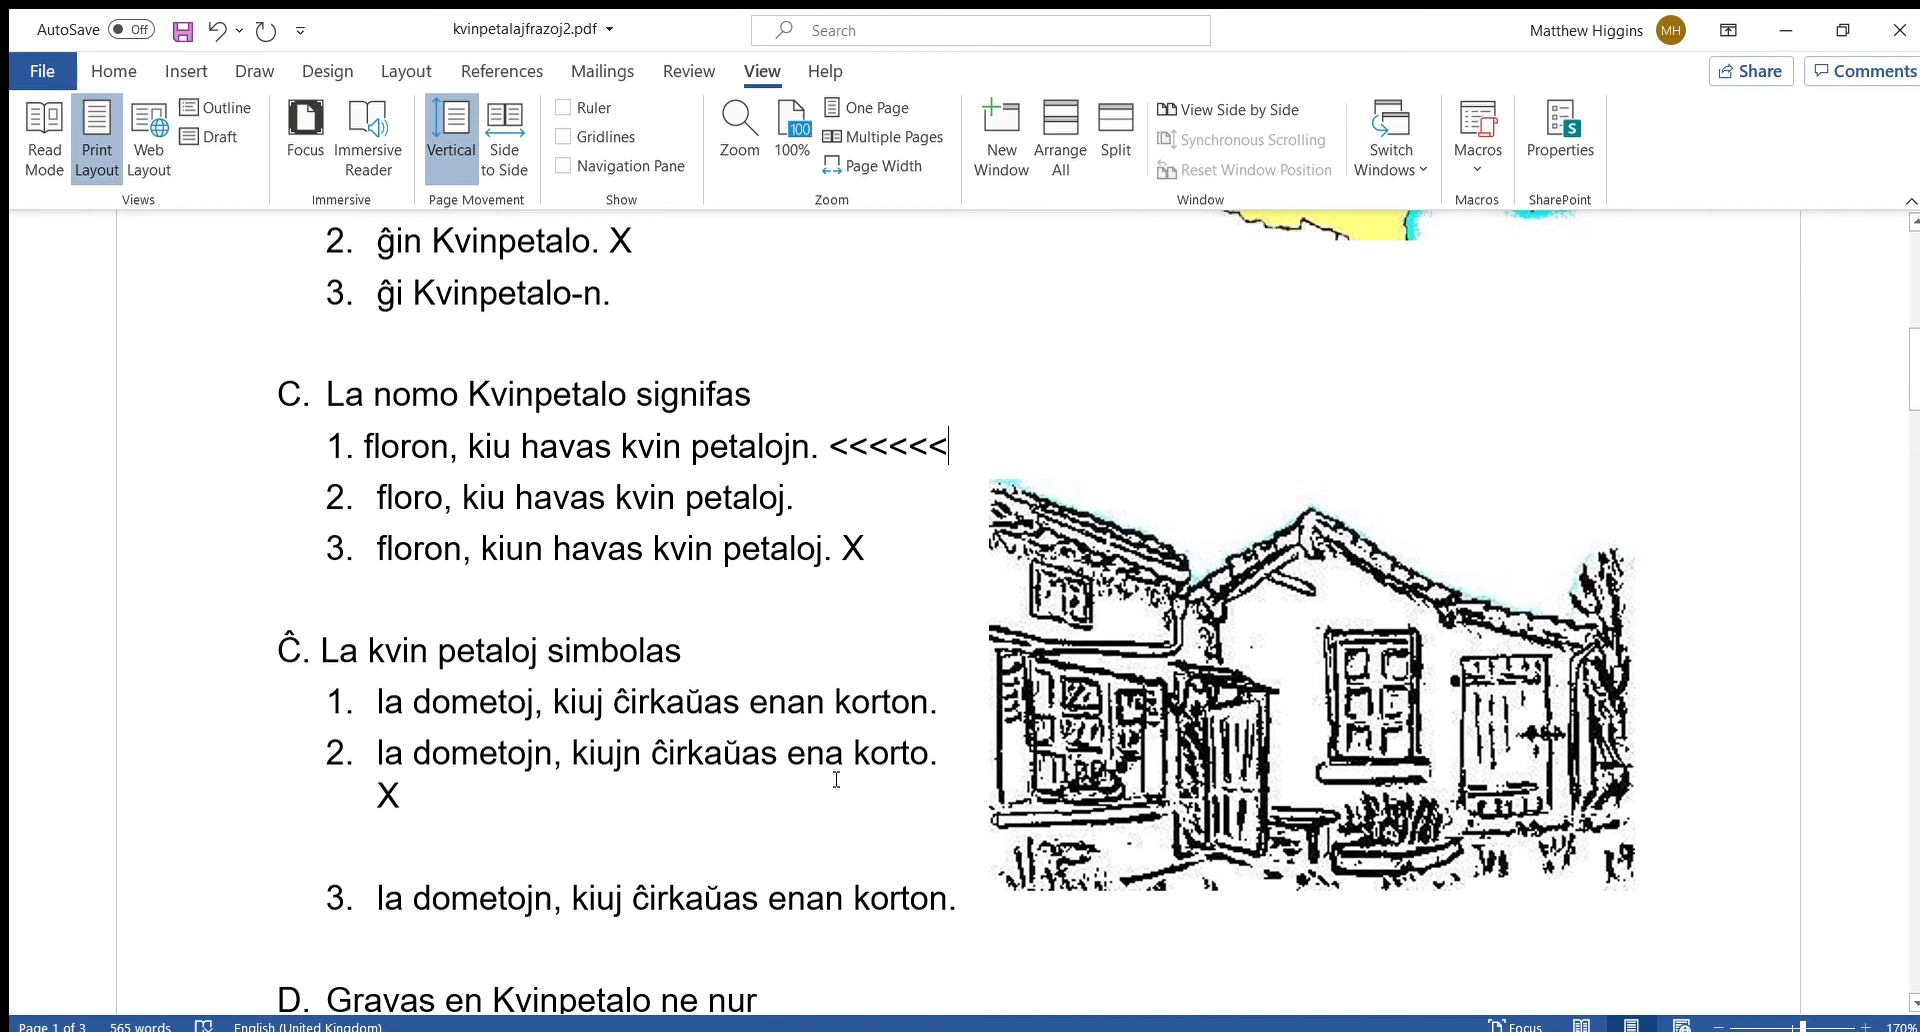 AutoSave Off
kvinpetalajfrazoj2.pdf
Search
Matthew Higgins MH
File Home Insert Draw Design Layout References Mailings Review View Help
Share Comments
Read Mode
Print Layout
Web Layout
Outline
Draft
Views
Focus
Immersive Reader
Immersive
Vertical
Side to Side
Page Movement
Ruler
Gridlines
Navigation Pane
Show
Zoom
100
100%
One Page
Multiple Pages
Page Width
Zoom
New Window
Arrange All
Split
View Side by Side
Synchronous Scrolling
Reset Window Position
Window
Switch Windows
Macros
Macros
S
Properties
SharePoint
2. ĝin Kvinpetalo. X
3. ĝi Kvinpetalo-n.
C. La nomo Kvinpetalo signifas
1. floron, kiu havas kvin petalojn. <<<<<<
2. floro, kiu havas kvin petaloj.
3. floron, kiun havas kvin petaloj. X
Ĉ. La kvin petaloj simbolas
1. la dometoj, kiuj ĉirkaŭas enan korton.
2. la dometojn, kiujn ĉirkaŭas ena korto.
X
3. la dometojn, kiuj ĉirkaŭas enan korton.
D. Gravas en Kvinpetalo ne nur
Page 1 of 3 565 words English (United Kingdom) Focus 170%